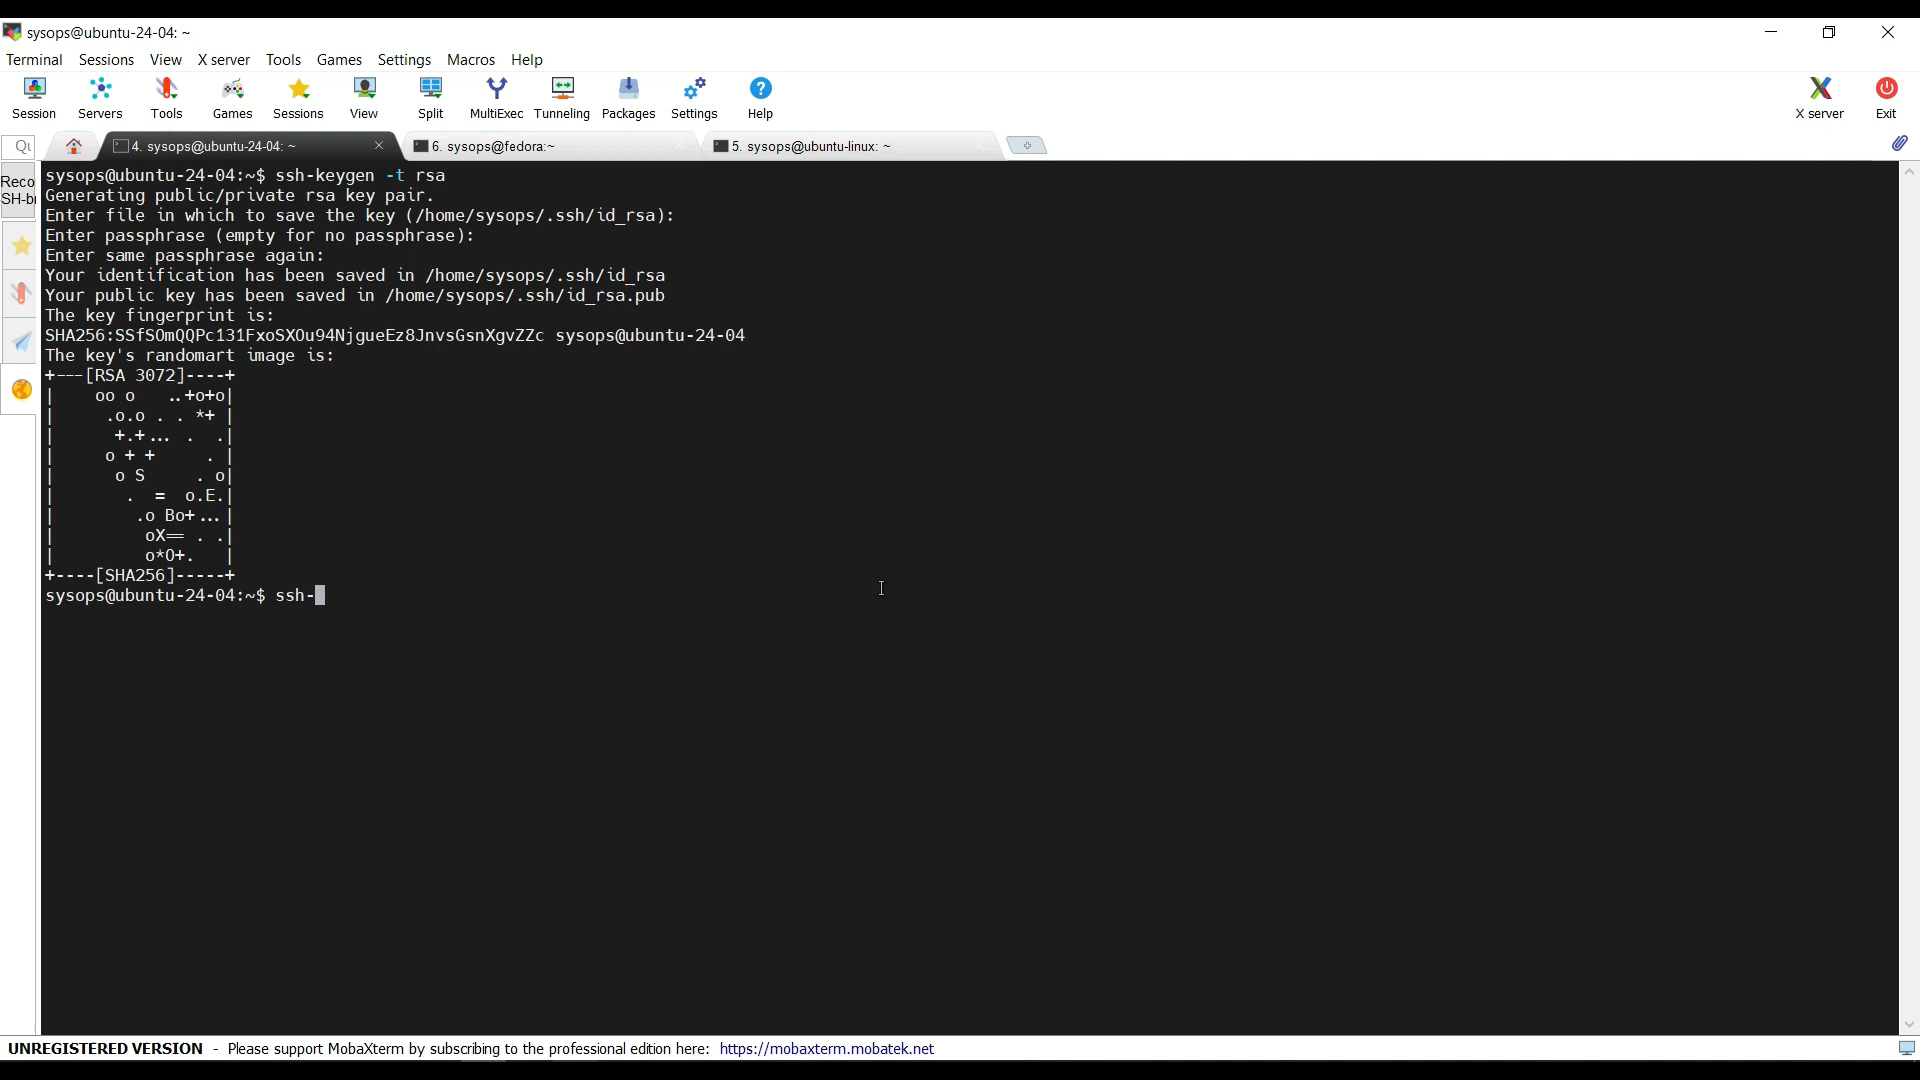 sysops@ubuntu-24-04: ~
Terminal Sessions View X server Tools Games Settings Macros Help
Session Servers Tools Games Sessions View Split MultiExec Tunneling Packages Settings Help X server Exit
Qu
4. sysops@ubuntu-24-04: ~ 6. sysops@fedora:~ 5. sysops@ubuntu-linux: ~
Reco
SH-b
sysops@ubuntu-24-04:~$ ssh-keygen -t rsa
Generating public/private rsa key pair.
Enter file in which to save the key (/home/sysops/.ssh/id_rsa):
Enter passphrase (empty for no passphrase):
Enter same passphrase again:
Your identification has been saved in /home/sysops/.ssh/id_rsa
Your public key has been saved in /home/sysops/.ssh/id_rsa.pub
The key fingerprint is:
SHA256:SSfSOmQQPc131FxoSXOu94NjgueEz8JnvsGsnXgvZZc sysops@ubuntu-24-04
The key's randomart image is:
+---[RSA 3072]----+
|    oo o   ..+o+o|
|     .o.o . . *+ |
|      +.+... .  .|
|     o + +     . |
|      o S     . o|
|       .  =  o.E.|
|        .o Bo+...|
|         oX== . .|
|         o*O+.   |
+----[SHA256]-----+
sysops@ubuntu-24-04:~$ ssh-
UNREGISTERED VERSION - Please support MobaXterm by subscribing to the professional edition here: https://mobaxterm.mobatek.net